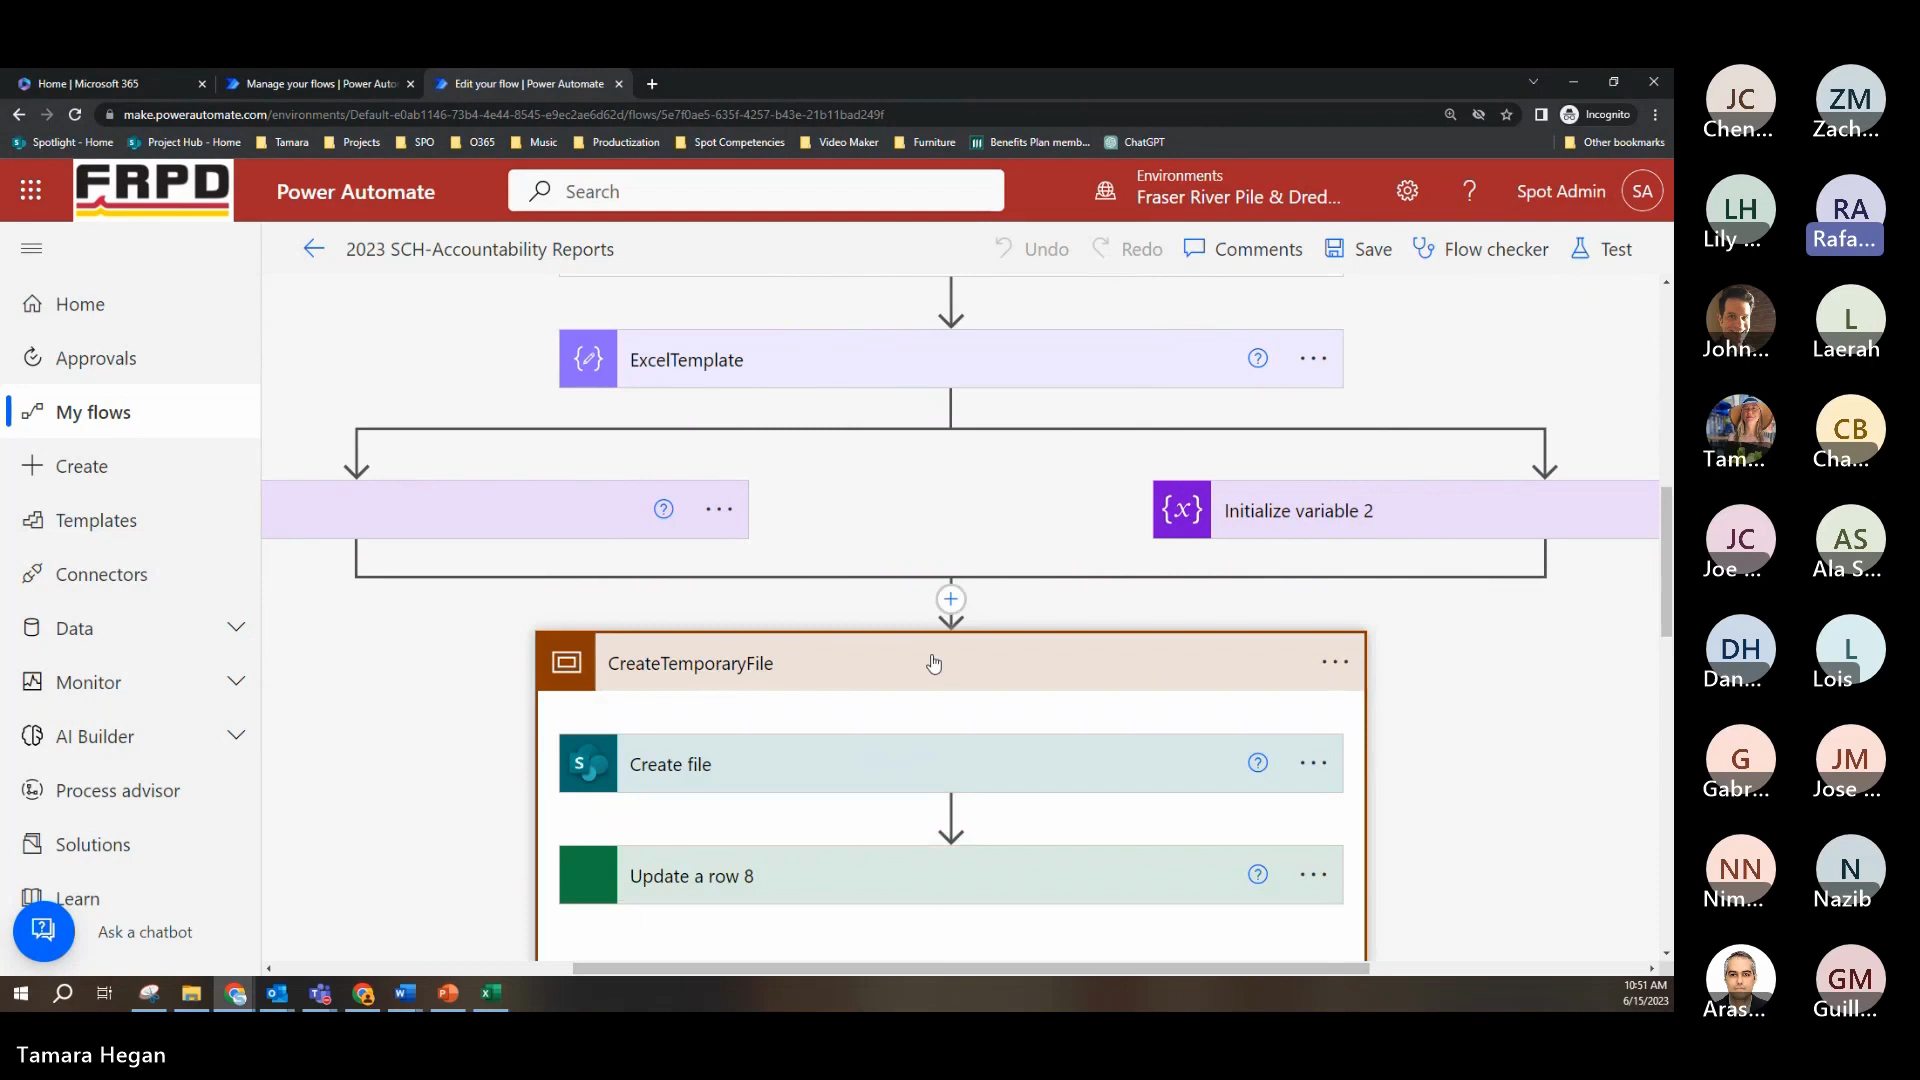 Home | Microsoft 365
Manage your flows | Power Auto
Edit your flow | Power Automate
make.powerautomate.com/environments/Default-e0ab1146-73b4-4e44-8545-e9ec2ae6d62d/flows/5e7f0ae5-635f-4257-b43e-21b11bad249f
Incognito
Spotlight - Home
Project Hub - Home
Tamara
Projects
SPO
O365
Music
Productization
Spot Competencies
Video Maker
Furniture
Benefits Plan memb...
ChatGPT
Other bookmarks
FRPD
Power Automate
Search
Environments
Fraser River Pile & Dred...
Spot Admin
SA
2023 SCH-Accountability Reports
Undo
Redo
Comments
Save
Flow checker
Test
Home
Approvals
My flows
Create
Templates
Connectors
Data
Monitor
AI Builder
Process advisor
Solutions
Learn
Ask a chatbot
ExcelTemplate
Initialize variable 2
CreateTemporaryFile
Create file
Update a row 8
10:51 AM
6/15/2023
JC
Chen...
ZM
Zach...
LH
Lily ...
RA
Rafa...
John...
L
Laerah
Tam...
CB
Cha...
JC
Joe ...
AS
Ala S...
DH
Dan...
L
Lois
G
Gabr...
JM
Jose ...
NN
Nim...
N
Nazib
Aras...
GM
Guill...
Tamara Hegan